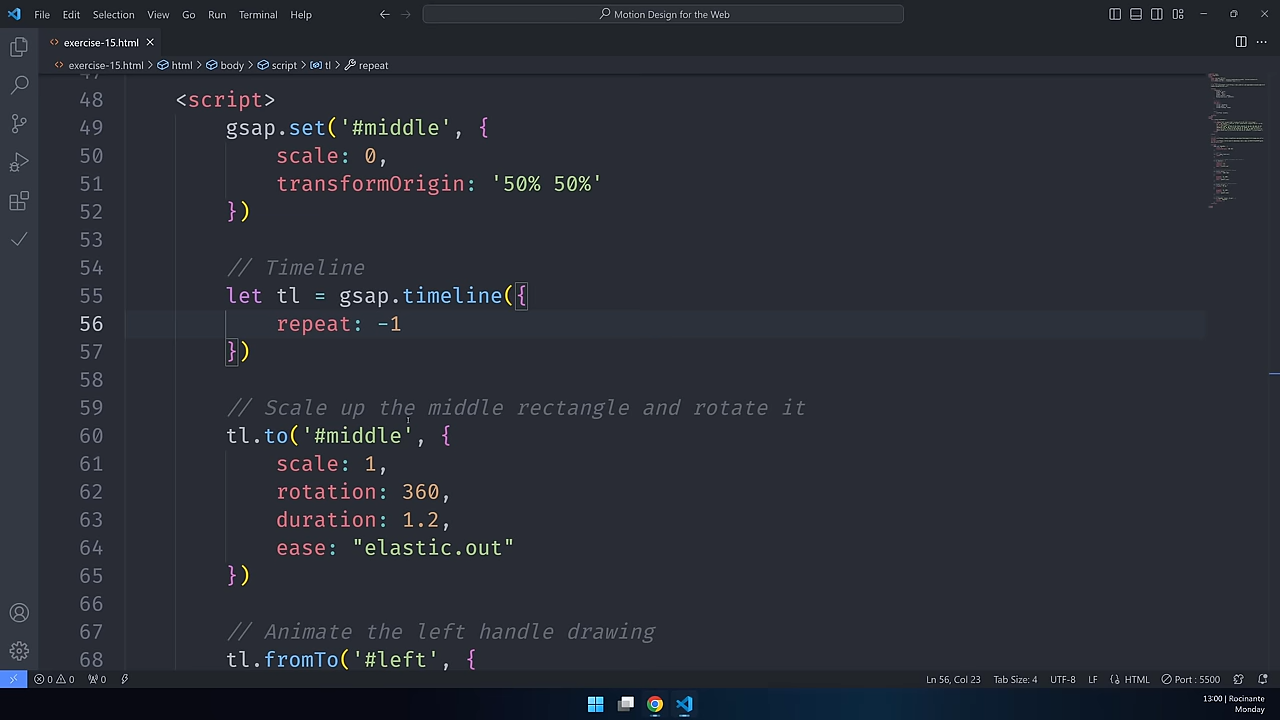 File Edit Selection View Go Run Terminal Help
Motion Design for the Web
exercise-15.html
exercise-15.html > html > body > script > tl > repeat
47
48 <script>
49 gsap.set('#middle', {
50 scale: 0,
51 transformOrigin: '50% 50%'
52 })
53
54 // Timeline
55 let tl = gsap.timeline({
56 repeat: -1
57 })
58
59 // Scale up the middle rectangle and rotate it
60 tl.to('#middle', {
61 scale: 1,
62 rotation: 360,
63 duration: 1.2,
64 ease: "elastic.out"
65 })
66
67 // Animate the left handle drawing
68 tl.fromTo('#left', {
0 0 0 Ln 56, Col 23 Tab Size: 4 UTF-8 LF HTML Port : 5500
13:00 | Rocinante
Monday